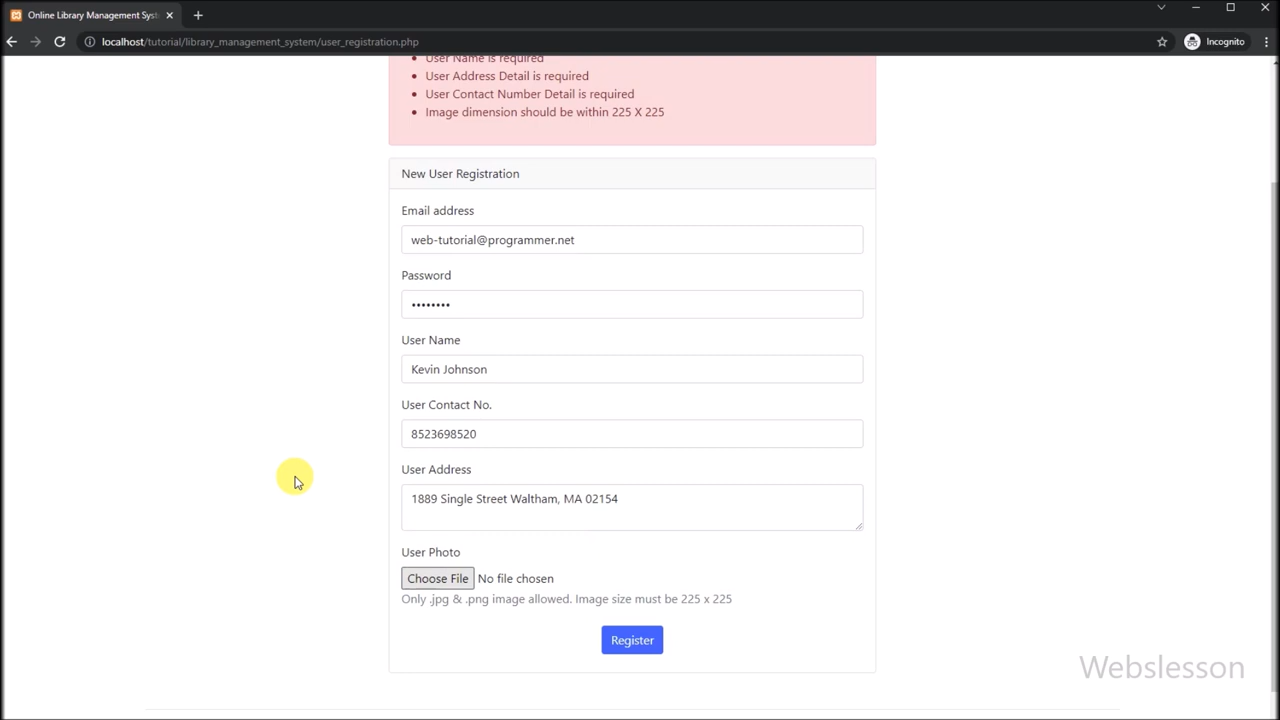 Online Library Management Syst
localhost/tutorial/library_management_system/user_registration.php
Incognito
User Name is required
User Address Detail is required
User Contact Number Detail is required
Image dimension should be within 225 X 225
New User Registration
Email address
web-tutorial@programmer.net
Password
••••••••
User Name
Kevin Johnson
User Contact No.
8523698520
User Address
1889 Single Street Waltham, MA 02154
User Photo
Choose File No file chosen
Only .jpg & .png image allowed. Image size must be 225 x 225
Register
Webslesson